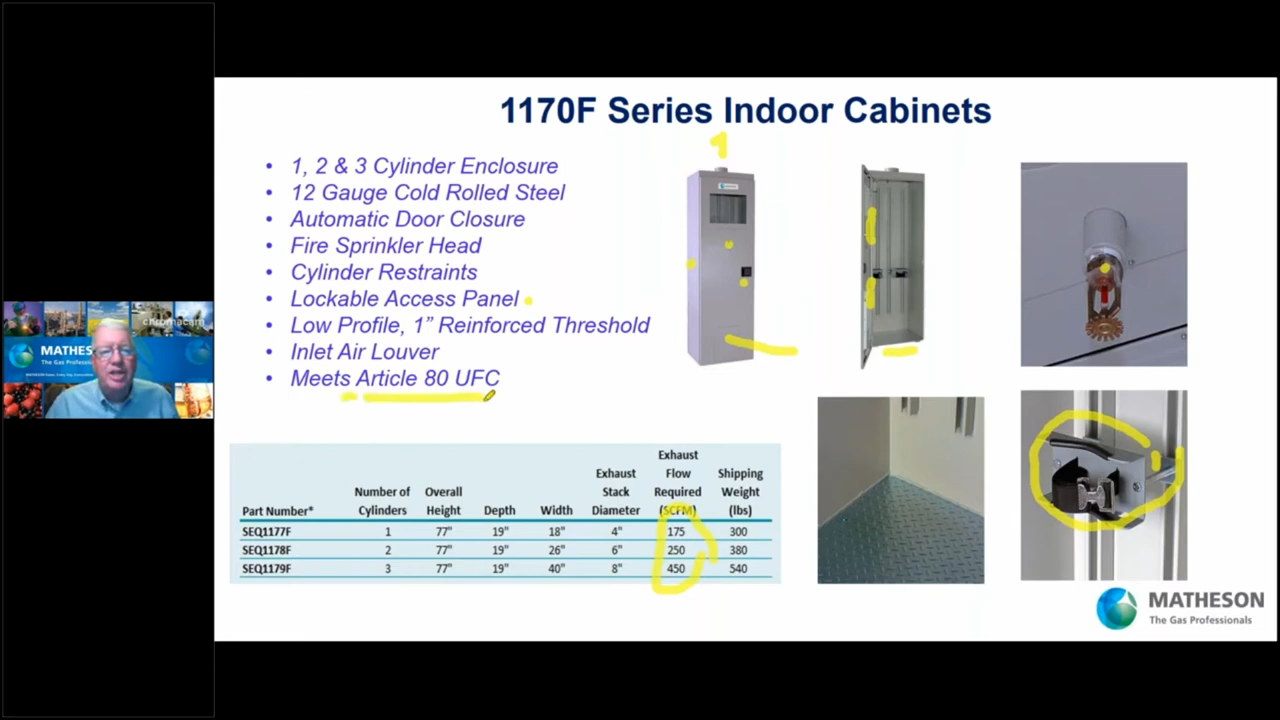 1170F Series Indoor Cabinets
1
• 1, 2 & 3 Cylinder Enclosure
• 12 Gauge Cold Rolled Steel
• Automatic Door Closure
• Fire Sprinkler Head
• Cylinder Restraints
• Lockable Access Panel
• Low Profile, 1” Reinforced Threshold
• Inlet Air Louver
• Meets Article 80 UFC
chromacam
MATHES
The Gas Professio
Part Number* Number of Cylinders Overall Height Depth Width Exhaust Stack Diameter Exhaust Flow Required (SCFM) Shipping Weight (lbs)
SEQ1177F 1 77" 19" 18" 4" 175 300
SEQ1178F 2 77" 19" 26" 6" 250 380
SEQ1179F 3 77" 19" 40" 8" 450 540
MATHESON
The Gas Professionals